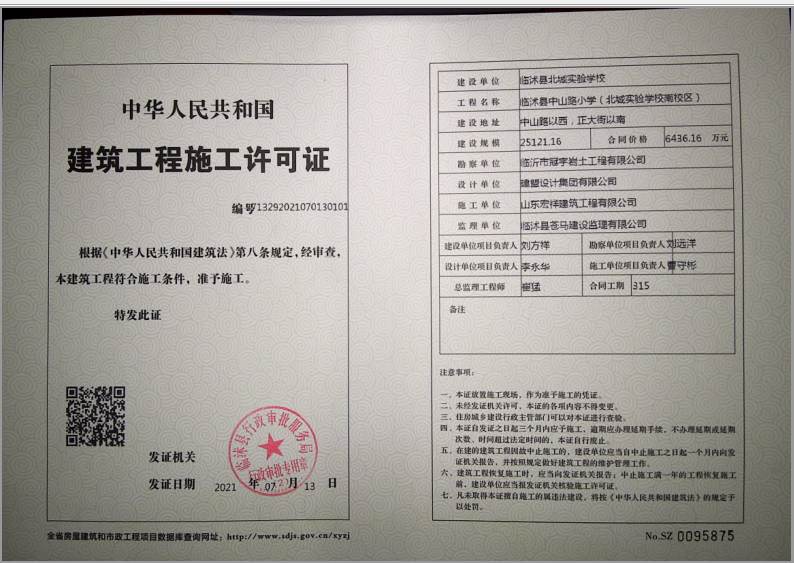 中华人民共和国
建筑工程施工许可证
编号 13292021070130101
根据《中华人民共和国建筑法》第八条规定，经审查，
本建筑工程符合施工条件，准予施工。
特发此证
临沭县行政审批服务局
行政审批专用章
发证机关
发证日期 2021 年 07 月 13 日
全省房屋建筑和市政工程项目数据库查询网址：http://www.sdjs.gov.cn/xyzj
建设单位 临沭县北城实验学校
工程名称 临沭县中山路小学（北城实验学校南校区）
建设地址 中山路以西，正大街以南
建设规模 25121.16 合同价格 6436.16 万元
勘察单位 临沂市冠宇岩土工程有限公司
设计单位 建盟设计集团有限公司
施工单位 山东宏祥建筑工程有限公司
监理单位 临沭县苍马建设监理有限公司
建设单位项目负责人 刘方祥 勘察单位项目负责人 刘远洋
设计单位项目负责人 李永华 施工单位项目负责人 曹守彬
总监理工程师 崔猛 合同工期 315
备注
注意事项：
一、本证放置施工现场，作为准予施工的凭证。
二、未经发证机关许可，本证的各项内容不得变更。
三、住房城乡建设行政主管部门可以对本证进行查验。
四、本证自发证之日起三个月内应予施工，逾期应办理延期手续，不办理延期或延期
次数、时间超过法定时间的，本证自行废止。
五、在建的建筑工程因故中止施工的，建设单位应当自中止施工之日起一个月内向发
证机关报告，并按照规定做好建筑工程的维护管理工作。
六、建筑工程恢复施工时，应当向发证机关报告；中止施工满一年的工程恢复施工
前，建设单位应当报发证机关核验施工许可证。
七、凡未取得本证擅自施工的属违法建设，将按《中华人民共和国建筑法》的规定予
以处罚。
No.SZ 0095875